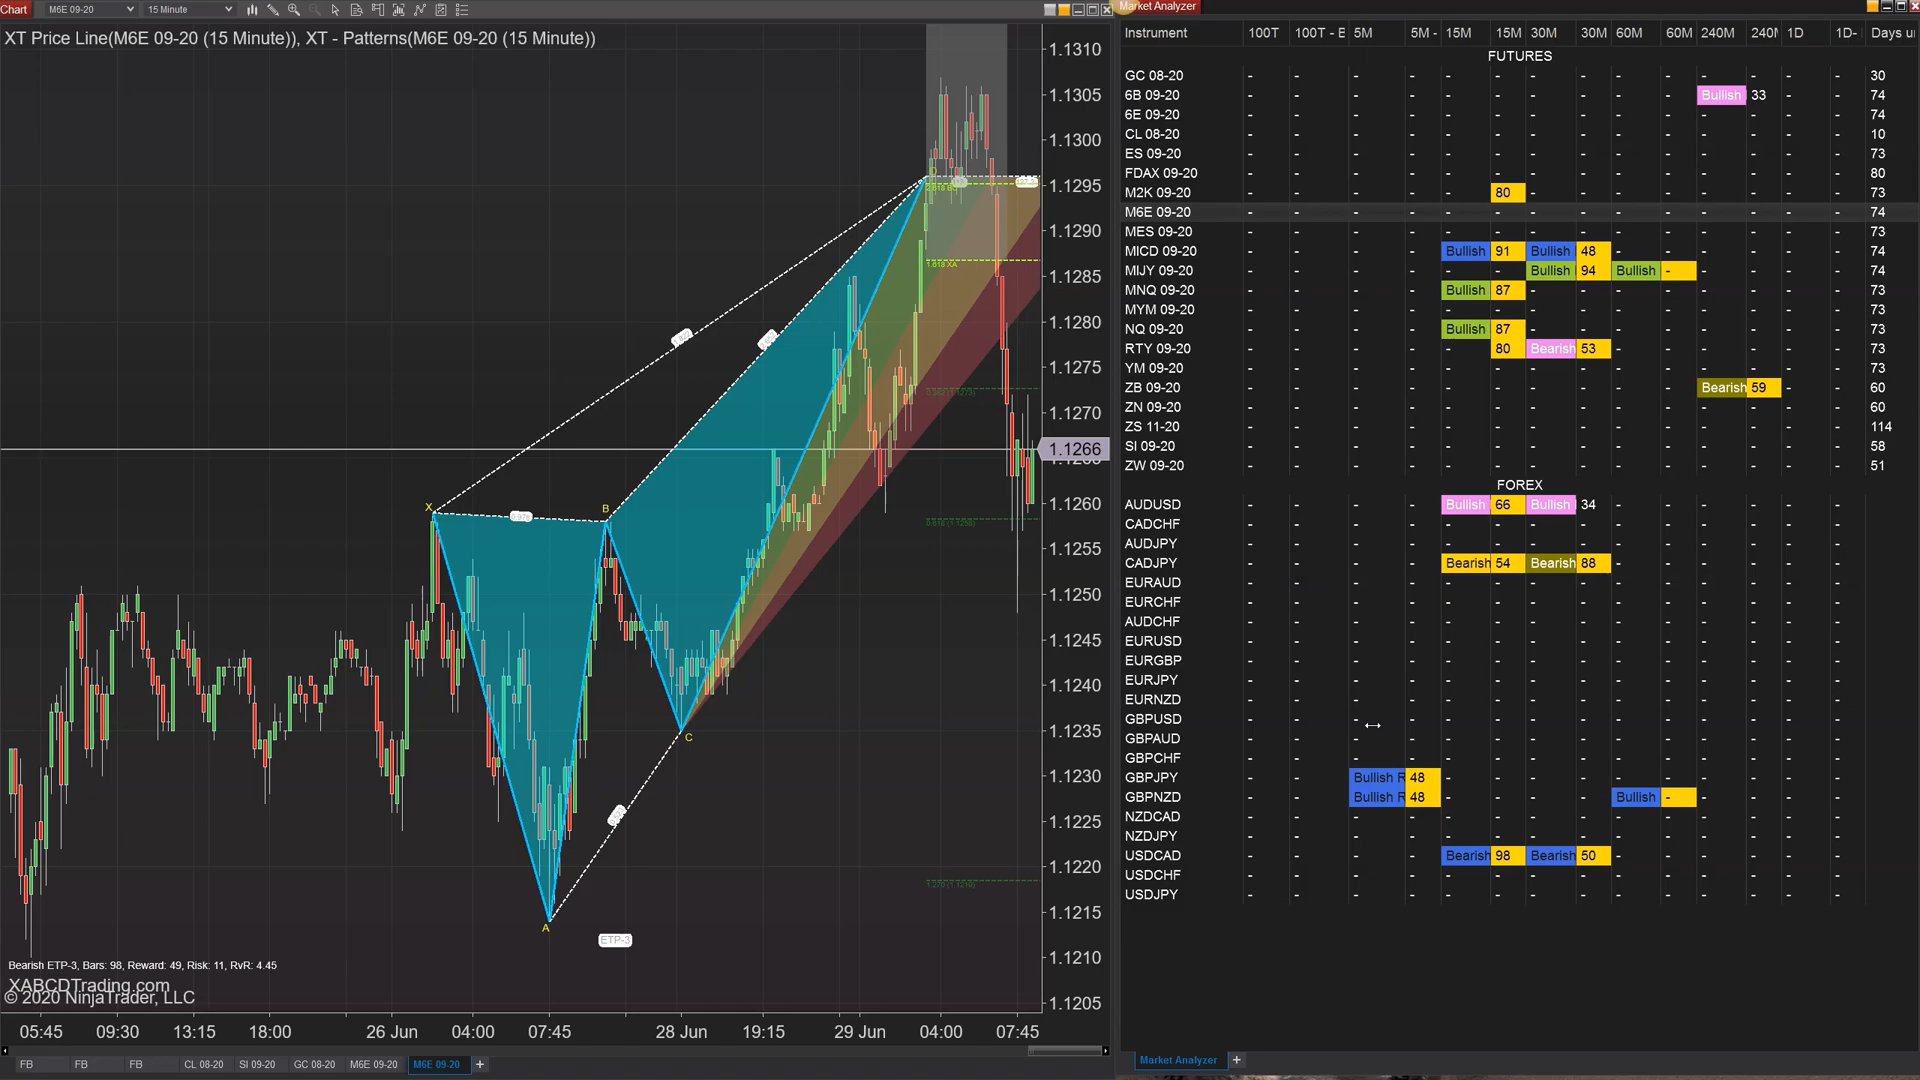 Chart M6E 09-20 15 Minute
XT Price Line(M6E 09-20 (15 Minute)), XT - Patterns(M6E 09-20 (15 Minute))
1.1310
1.1305
1.1300
1.1295
1.1290
1.1285
1.1280
1.1275
1.1270
1.1266
1.1260
1.1255
1.1250
1.1245
1.1240
1.1235
1.1230
1.1225
1.1220
1.1215
1.1210
1.1205
1.618 XA
X
B
0.978
C
A
ETP-3
Bearish ETP-3, Bars: 98, Reward: 49, Risk: 11, RvR: 4.45
XABCDTrading.com
© 2020 NinjaTrader, LLC
05:45 09:30 13:15 18:00 26 Jun 04:00 07:45 28 Jun 19:15 29 Jun 04:00 07:45
FB FB FB CL 08-20 SI 09-20 GC 08-20 M6E 09-20 M6E 09-20 +
Market Analyzer
Instrument 100T 100T - E 5M 5M - 15M 15M 30M 30M 60M 60M 240M 240M 1D 1D- Days u
FUTURES
GC 08-20 - - - - - - - - - - - - - - 30
6B 09-20 - - - - - - - - - - Bullish 33 - - 74
6E 09-20 - - - - - - - - - - - - - - 74
CL 08-20 - - - - - - - - - - - - - - 10
ES 09-20 - - - - - - - - - - - - - - 73
FDAX 09-20 - - - - - - - - - - - - - - 80
M2K 09-20 - - - - - 80 - - - - - - - - 73
M6E 09-20 - - - - - - - - - - - - - - 74
MES 09-20 - - - - - - - - - - - - - - 73
MICD 09-20 - - - - Bullish 91 Bullish 48 - - - - - - 74
MIJY 09-20 - - - - - - Bullish 94 Bullish - - - - - 74
MNQ 09-20 - - - - Bullish 87 - - - - - - - - 73
MYM 09-20 - - - - - - - - - - - - - - 73
NQ 09-20 - - - - Bullish 87 - - - - - - - - 73
RTY 09-20 - - - - - 80 Bearish 53 - - - - - - 73
YM 09-20 - - - - - - - - - - - - - - 73
ZB 09-20 - - - - - - - - - - Bearish 59 - - 60
ZN 09-20 - - - - - - - - - - - - - - 60
ZS 11-20 - - - - - - - - - - - - - - 114
SI 09-20 - - - - - - - - - - - - - - 58
ZW 09-20 - - - - - - - - - - - - - - 51
FOREX
AUDUSD - - - - Bullish 66 Bullish 34 - - - - - -
CADCHF - - - - - - - - - - - - - -
AUDJPY - - - - - - - - - - - - - -
CADJPY - - - - Bearish 54 Bearish 88 - - - - - -
EURAUD - - - - - - - - - - - - - -
EURCHF - - - - - - - - - - - - - -
AUDCHF - - - - - - - - - - - - - -
EURUSD - - - - - - - - - - - - - -
EURGBP - - - - - - - - - - - - - -
EURJPY - - - - - - - - - - - - - -
EURNZD - - - - - - - - - - - - - -
GBPUSD - - - - - - - - - - - - - -
GBPAUD - - - - - - - - - - - - - -
GBPCHF - - - - - - - - - - - - - -
GBPJPY - - Bullish F 48 - - - - - - - - - -
GBPNZD - - Bullish F 48 - - - - Bullish - - - - -
NZDCAD - - - - - - - - - - - - - -
NZDJPY - - - - - - - - - - - - - -
USDCAD - - - - Bearish 98 Bearish 50 - - - - - -
USDCHF - - - - - - - - - - - - - -
USDJPY - - - - - - - - - - - - - -
Market Analyzer +